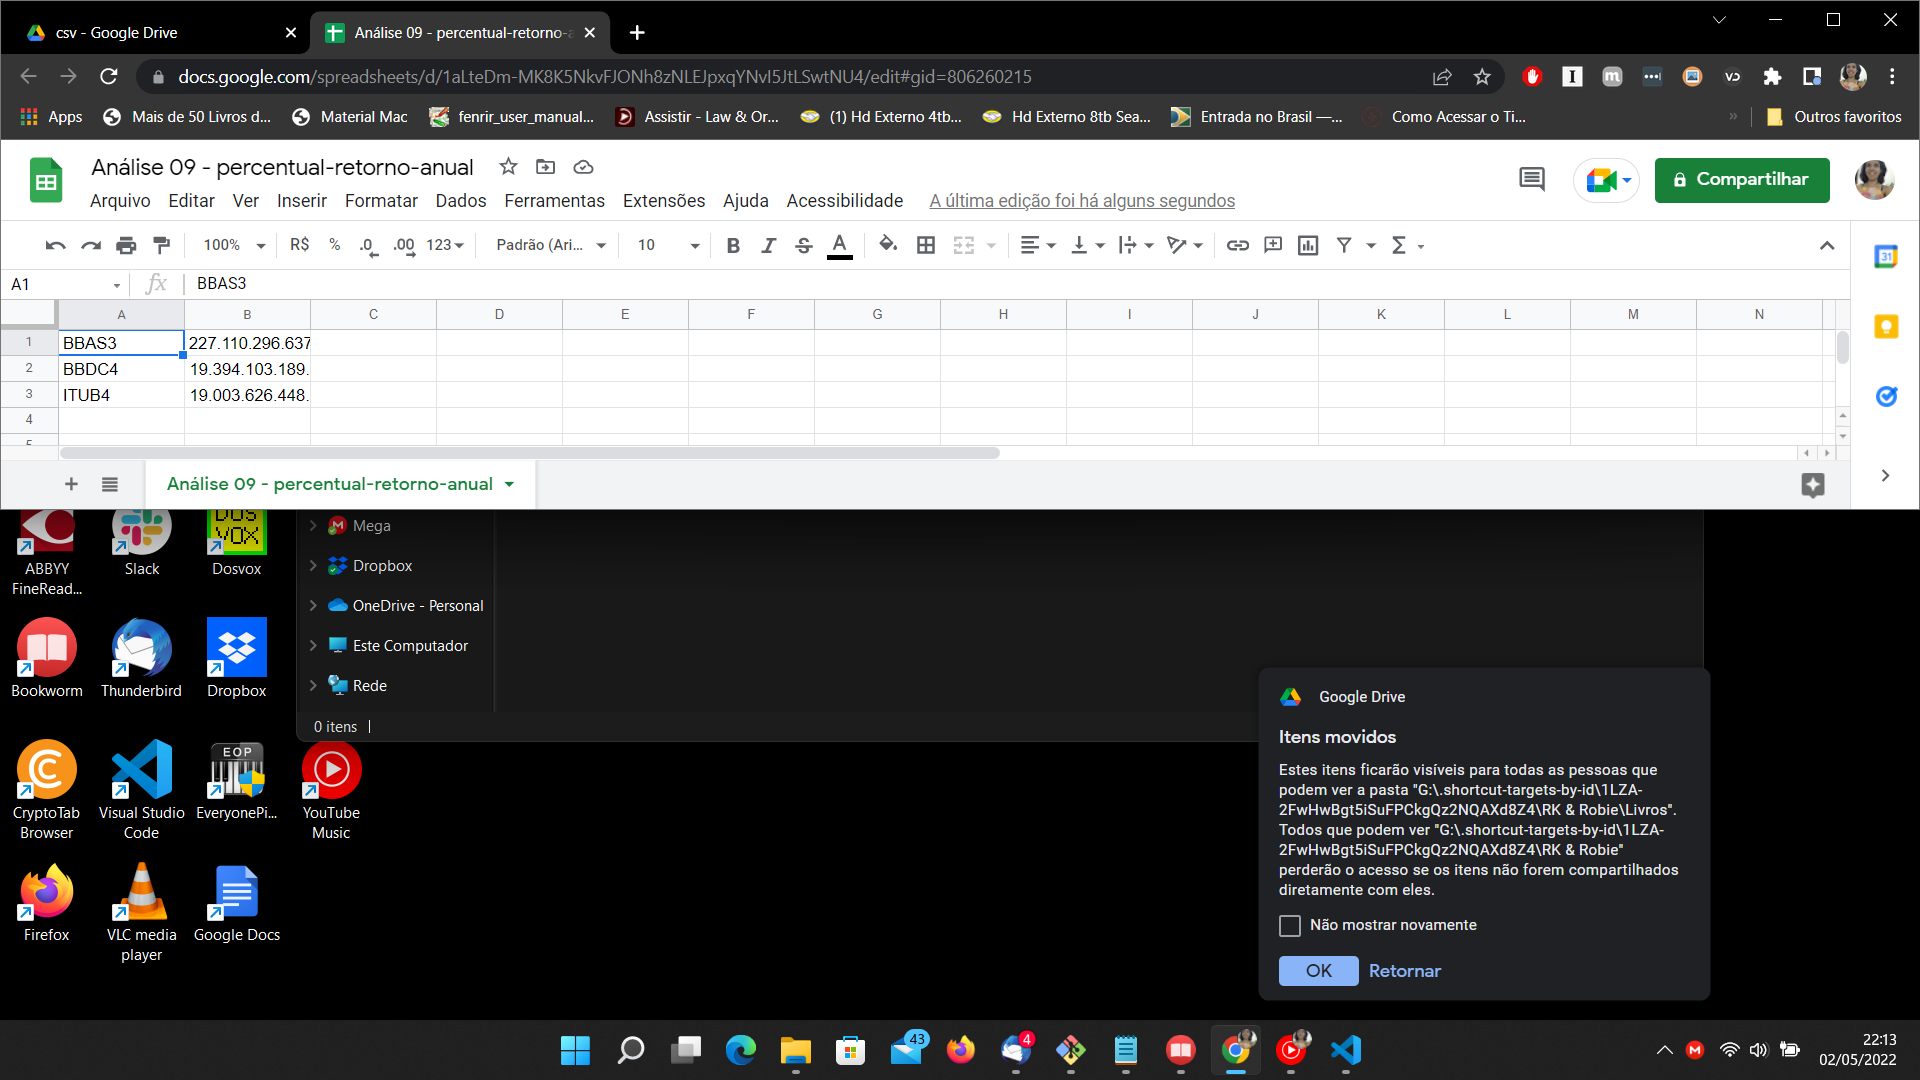 csv - Google Drive
Análise 09 - percentual-retorno-a
docs.google.com/spreadsheets/d/1aLteDm-MK8K5NkvFJONh8zNLEJpxqYNvI5JtLSwtNU4/edit#gid=806260215
Apps
Mais de 50 Livros d...
Material Mac
fenrir_user_manual...
Assistir - Law & Or...
(1) Hd Externo 4tb...
Hd Externo 8tb Sea...
Entrada no Brasil —...
Como Acessar o Ti...
»
Outros favoritos
Análise 09 - percentual-retorno-anual
Arquivo Editar Ver Inserir Formatar Dados Ferramentas Extensões Ajuda Acessibilidade A última edição foi há alguns segundos
Compartilhar
100% R$ % .0 .00 123 Padrão (Ari... 10 B I S A Σ
31
A1 fx BBAS3
A B C D E F G H I J K L M N
1 BBAS3 227.110.296.637
2 BBDC4 19.394.103.189.
3 ITUB4 19.003.626.448.
4
5
Análise 09 - percentual-retorno-anual
ABBYY
FineRead...
Slack
DOS
VOX
Dosvox
Mega
Dropbox
OneDrive - Personal
Este Computador
Rede
0 itens
Bookworm
Thunderbird
Dropbox
CryptoTab
Browser
Visual Studio
Code
EOP
EveryonePi...
YouTube
Music
Firefox
VLC media
player
Google Docs
Google Drive
Itens movidos
Estes itens ficarão visíveis para todas as pessoas que
podem ver a pasta "G:\.shortcut-targets-by-id\1LZA-
2FwHwBgt5iSuFPCkgQz2NQAXd8Z4\RK & Robie\Livros".
Todos que podem ver "G:\.shortcut-targets-by-id\1LZA-
2FwHwBgt5iSuFPCkgQz2NQAXd8Z4\RK & Robie"
perderão o acesso se os itens não forem compartilhados
diretamente com eles.
Não mostrar novamente
OK Retornar
43
4
22:13
02/05/2022